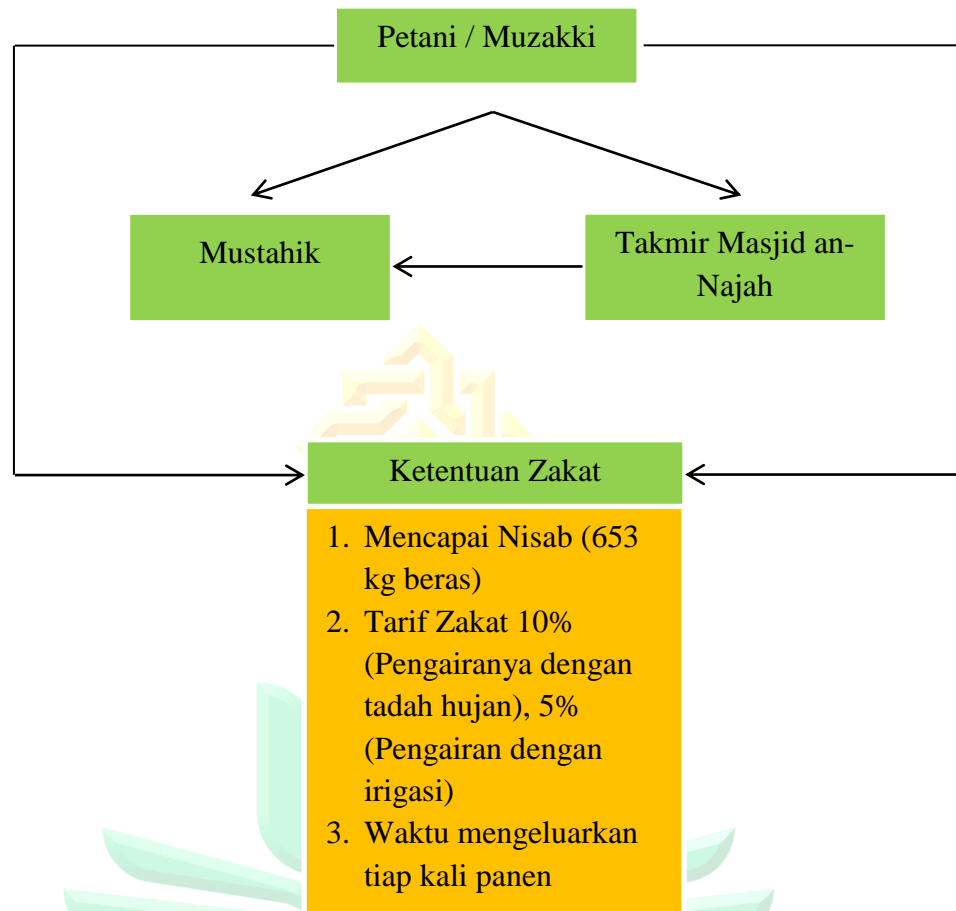 Petani / Muzakki
Mustahik
Takmir Masjid an-
Najah
Ketentuan Zakat
1. Mencapai Nisab (653
kg beras)
2. Tarif Zakat 10%
(Pengairanya dengan
tadah hujan), 5%
(Pengairan dengan
irigasi)
3. Waktu mengeluarkan
tiap kali panen